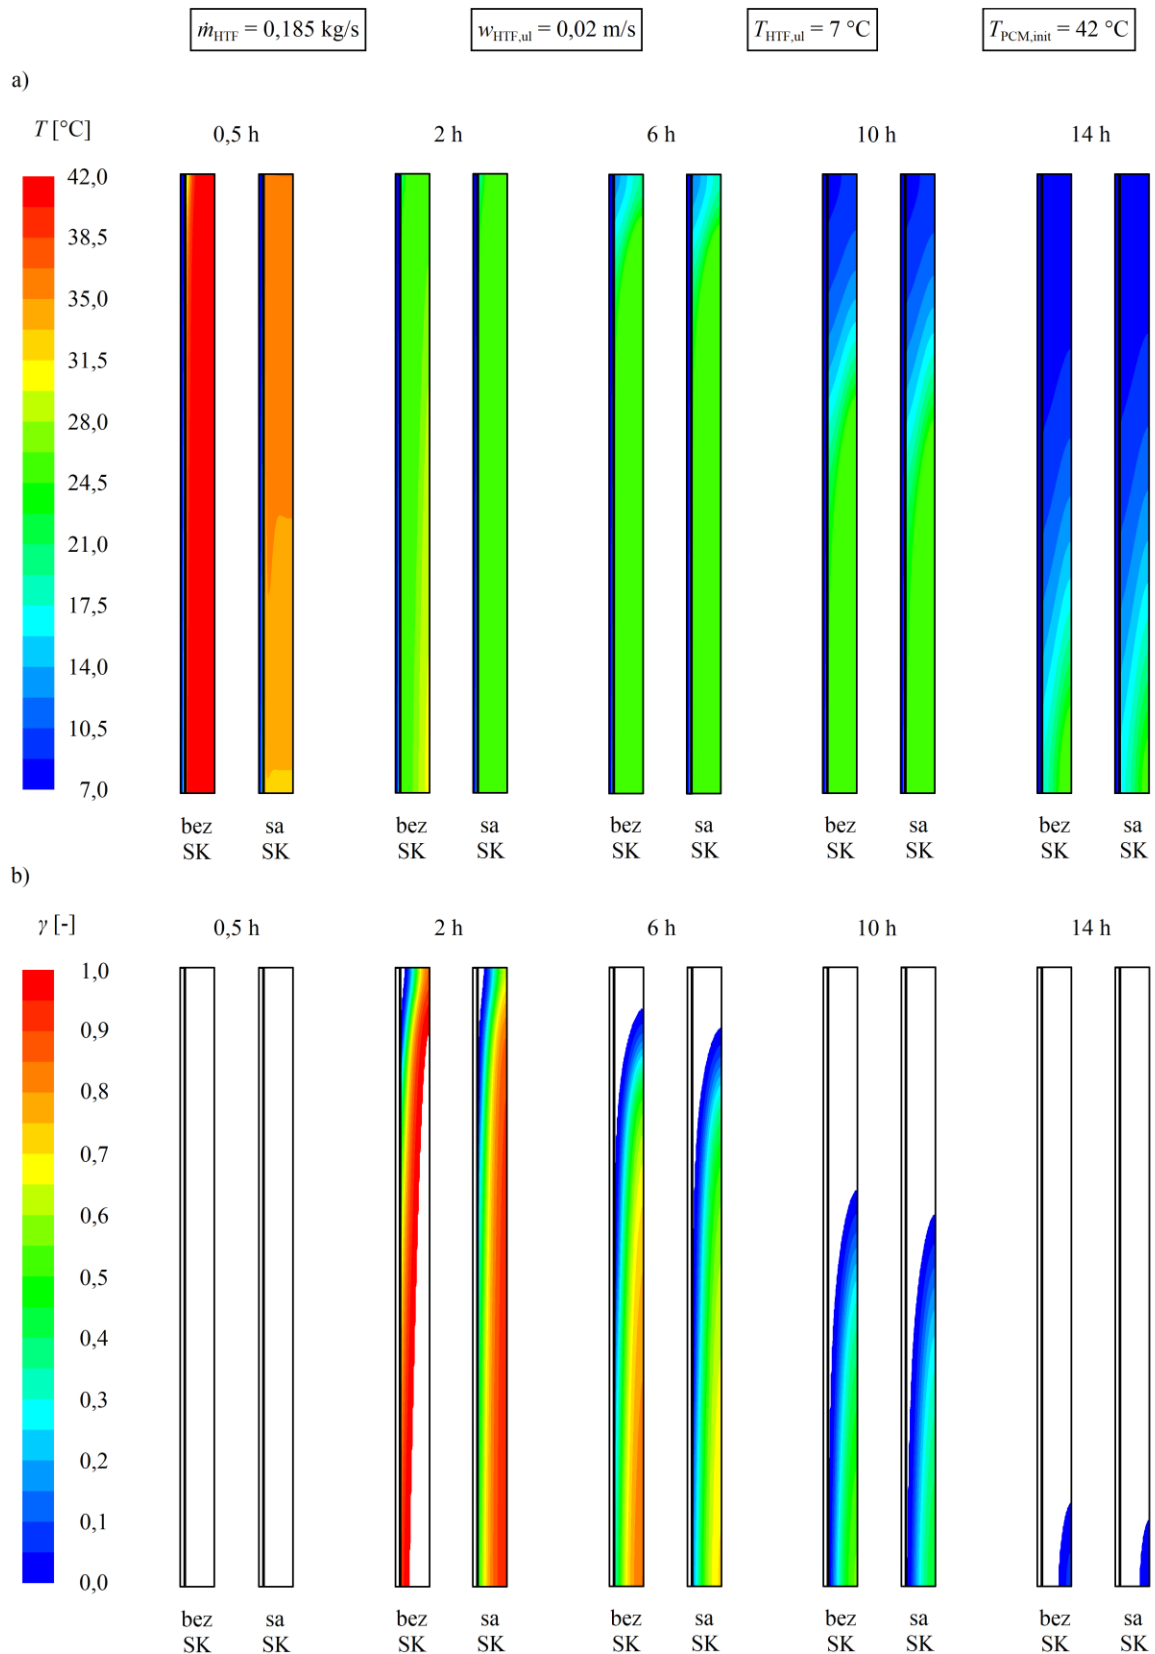 ṁHTF = 0,185 kg/s wHTF,ul = 0,02 m/s THTF,ul = 7 °C TPCM,init = 42 °C
a)
T [°C] 0,5 h 2 h 6 h 10 h 14 h
42,0
38,5
35,0
31,5
28,0
24,5
21,0
17,5
14,0
10,5
7,0
bez sa bez sa bez sa bez sa bez sa
SK SK SK SK SK SK SK SK SK SK
b)
γ [-] 0,5 h 2 h 6 h 10 h 14 h
1,0
0,9
0,8
0,7
0,6
0,5
0,4
0,3
0,2
0,1
0,0
bez sa bez sa bez sa bez sa bez sa
SK SK SK SK SK SK SK SK SK SK